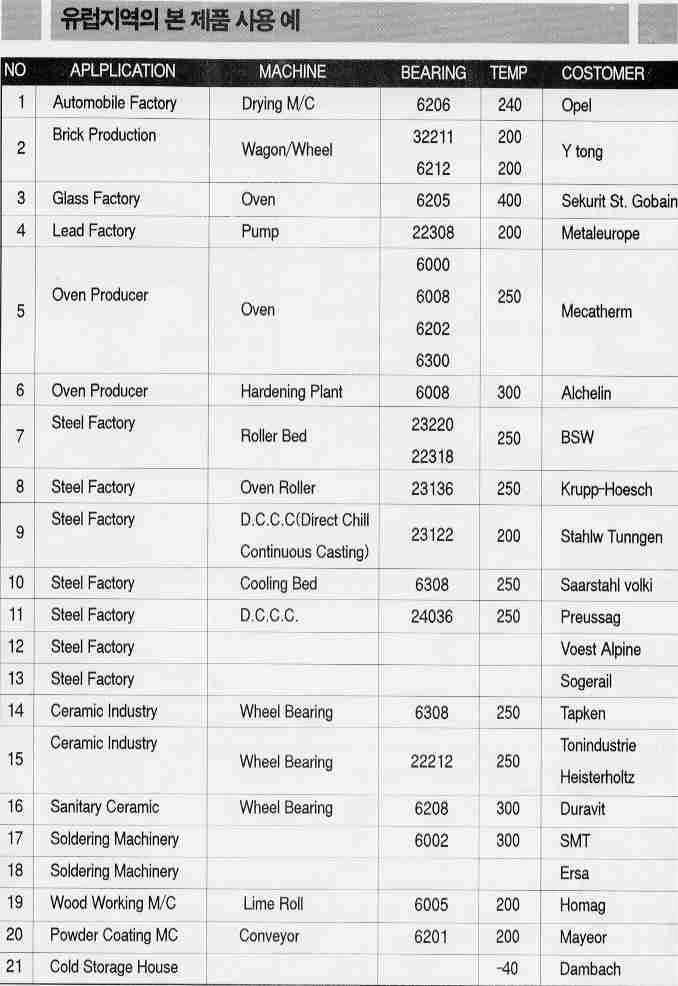 유럽지역의 본 제품 사용 예
NO APLPLICATION MACHINE BEARING TEMP COSTOMER
1 Automobile Factory Drying M/C 6206 240 Opel
2 Brick Production Wagon/Wheel 32211 200 Y tong
6212 200
3 Glass Factory Oven 6205 400 Sekurit St. Gobain
4 Lead Factory Pump 22308 200 Metaleurope
5 Oven Producer Oven 6000 250 Mecatherm
6008
6202
6300
6 Oven Producer Hardening Plant 6008 300 Alchelin
7 Steel Factory Roller Bed 23220 250 BSW
22318
8 Steel Factory Oven Roller 23136 250 Krupp-Hoesch
9 Steel Factory D.C.C.C(Direct Chill 23122 200 Stahlw Tunngen
Continuous Casting)
10 Steel Factory Cooling Bed 6308 250 Saarstahl volki
11 Steel Factory D.C.C.C. 24036 250 Preussag
12 Steel Factory Voest Alpine
13 Steel Factory Sogerail
14 Ceramic Industry Wheel Bearing 6308 250 Tapken
15 Ceramic Industry Wheel Bearing 22212 250 Tonindustrie
Heisterholtz
16 Sanitary Ceramic Wheel Bearing 6208 300 Duravit
17 Soldering Machinery 6002 300 SMT
18 Soldering Machinery Ersa
19 Wood Working M/C Lime Roll 6005 200 Homag
20 Powder Coating MC Conveyor 6201 200 Mayeor
21 Cold Storage House -40 Dambach